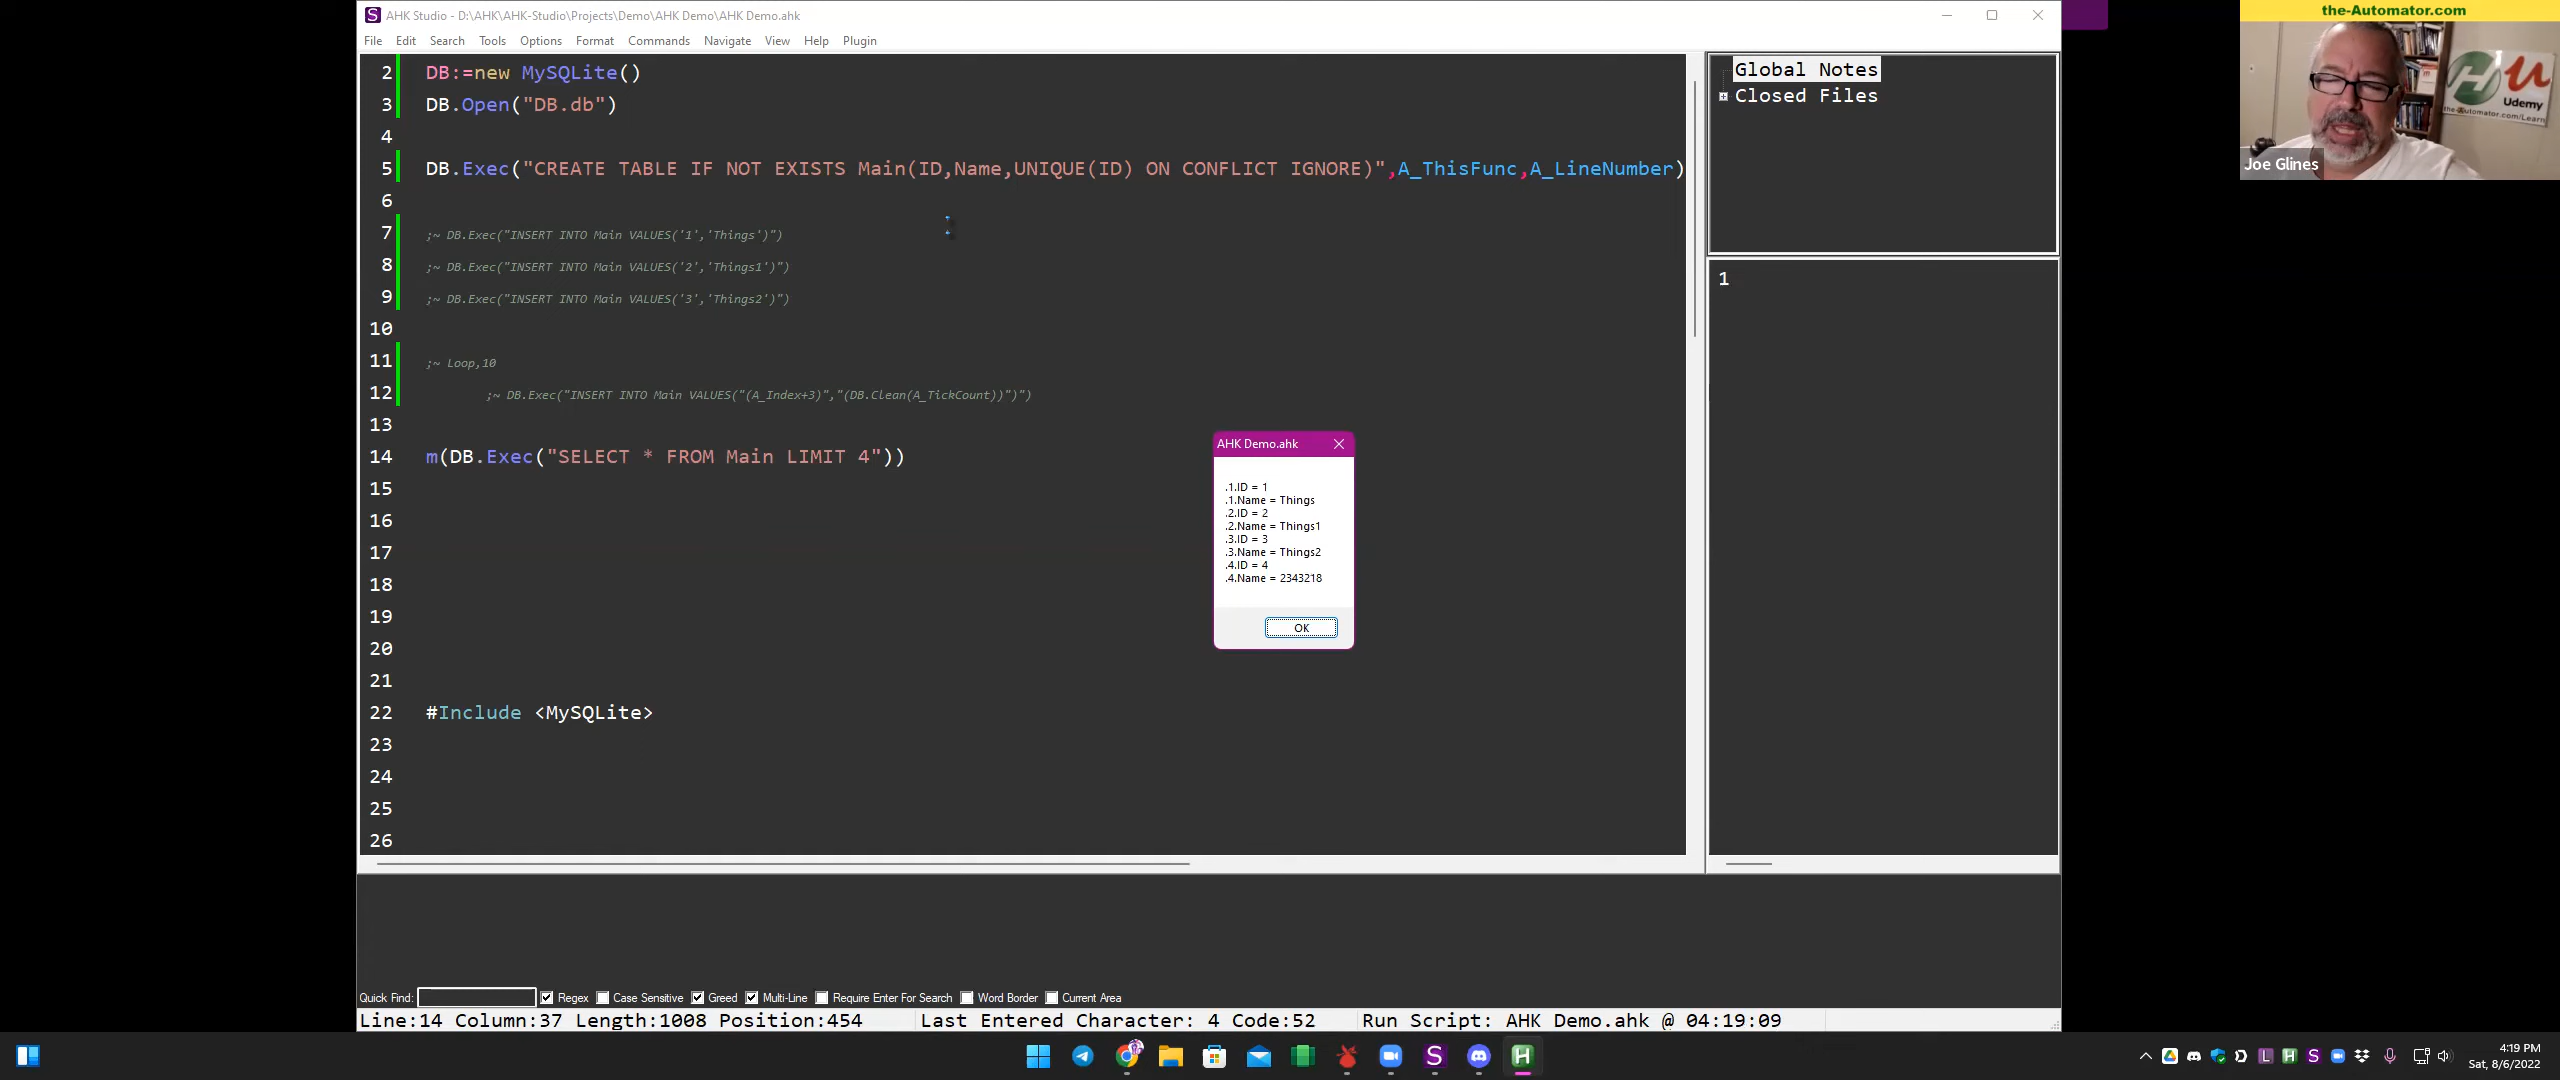 AHK Studio - D:\AHK\AHK-Studio\Projects\Demo\AHK Demo\AHK Demo.ahk
File Edit Search Tools Options Format Commands Navigate View Help Plugin
2 DB:=new MySQLite()
3 DB.Open("DB.db")
4
5 DB.Exec("CREATE TABLE IF NOT EXISTS Main(ID,Name,UNIQUE(ID) ON CONFLICT IGNORE)",A_ThisFunc,A_LineNumber)
6
7 ;~ DB.Exec("INSERT INTO Main VALUES('1','Things')")
8 ;~ DB.Exec("INSERT INTO Main VALUES('2','Things1')")
9 ;~ DB.Exec("INSERT INTO Main VALUES('3','Things2')")
10
11 ;~ Loop,10
12 ;~ DB.Exec("INSERT INTO Main VALUES("(A_Index+3)","(DB.Clean(A_TickCount))")")
13
14 m(DB.Exec("SELECT * FROM Main LIMIT 4"))
15
16
17
18
19
20
21
22 #Include <MySQLite>
23
24
25
26
AHK Demo.ahk
.1.ID = 1
.1.Name = Things
.2.ID = 2
.2.Name = Things1
.3.ID = 3
.3.Name = Things2
.4.ID = 4
.4.Name = 2343218
OK
Global Notes
Closed Files
1
the-Automator.com
Udemy
the-Automator.com/Learn
Joe Glines
Quick Find: Regex Case Sensitive Greed Multi-Line Require Enter For Search Word Border Current Area
Line:14 Column:37 Length:1008 Position:454 Last Entered Character: 4 Code:52 Run Script: AHK Demo.ahk @ 04:19:09
4:19 PM
Sat, 8/6/2022